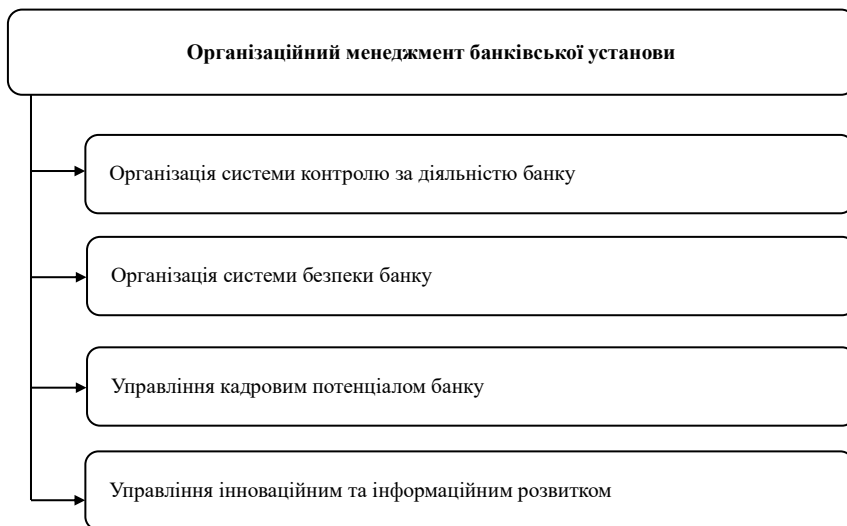 Організаційний менеджмент банківської установи
Організація системи контролю за діяльністю банку
Організація системи безпеки банку
Управління кадровим потенціалом банку
Управління інноваційним та інформаційним розвитком